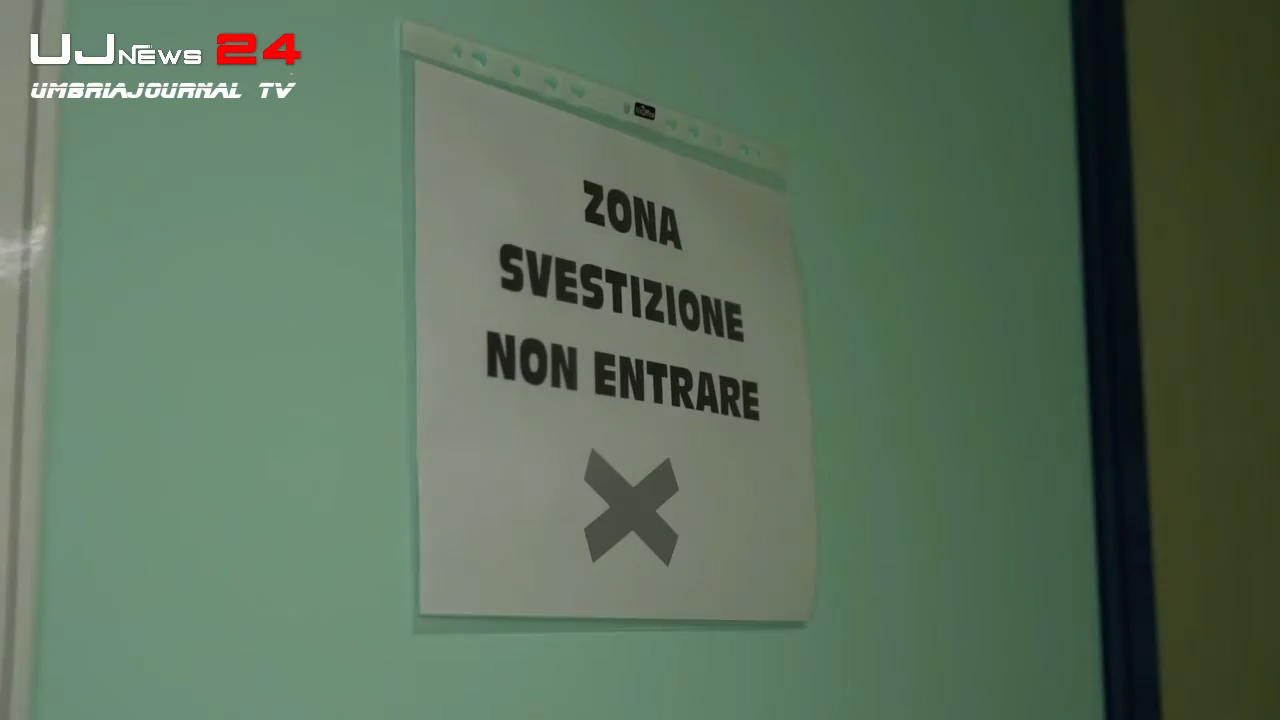 UJNEWS 24
UMBRIAJOURNAL TV
ZONA
SVESTIZIONE
NON ENTRARE